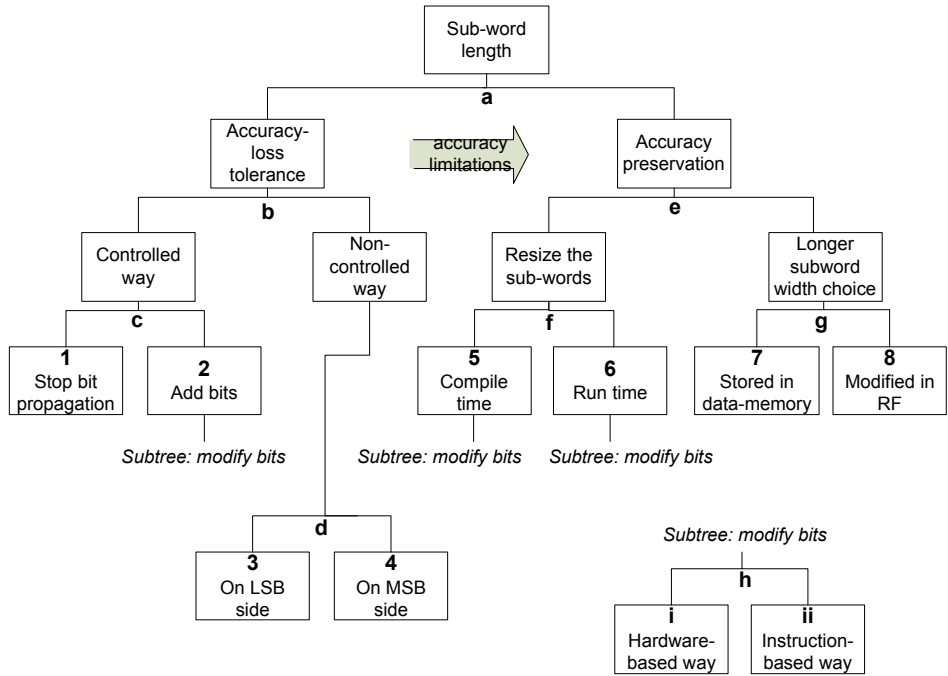 Sub-word
length
a
Accuracy-
loss
tolerance
accuracy
limitations
Accuracy
preservation
b
e
Controlled
way
Non-
controlled
way
Resize the
sub-words
Longer
subword
width choice
c
f
g
1
Stop bit
propagation
2
Add bits
5
Compile
time
6
Run time
7
Stored in
data-memory
8
Modified in
RF
Subtree: modify bits
Subtree: modify bits
Subtree: modify bits
d
3
On LSB
side
4
On MSB
side
Subtree: modify bits
h
i
Hardware-
based way
ii
Instruction-
based way